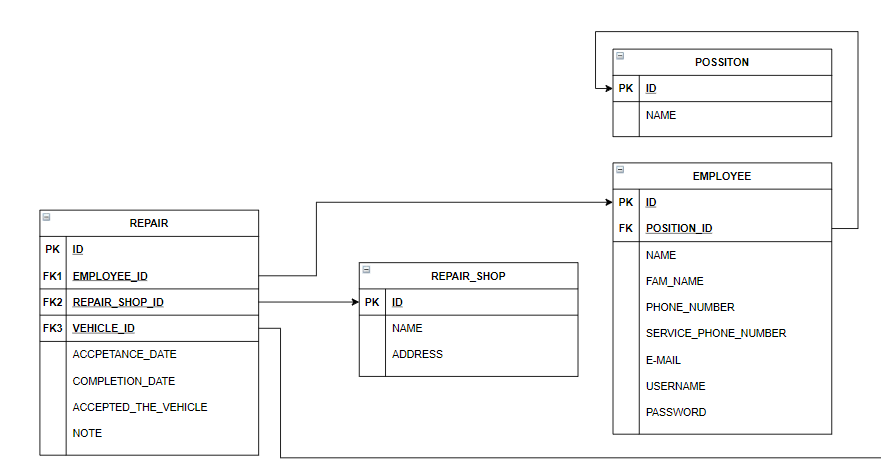 POSSITON
PK ID
NAME
EMPLOYEE
PK ID
FK POSITION_ID
NAME
FAM_NAME
PHONE_NUMBER
SERVICE_PHONE_NUMBER
E-MAIL
USERNAME
PASSWORD
REPAIR
PK ID
FK1 EMPLOYEE_ID
FK2 REPAIR_SHOP_ID
FK3 VEHICLE_ID
ACCPETANCE_DATE
COMPLETION_DATE
ACCEPTED_THE_VEHICLE
NOTE
REPAIR_SHOP
PK ID
NAME
ADDRESS